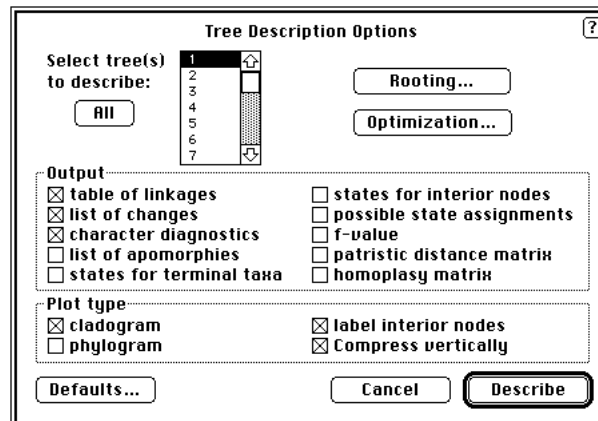 Tree Description Options
?
Select tree(s)
to describe:
All
1
2
3
4
5
6
7
Rooting...
Optimization...
Output
table of linkages
list of changes
character diagnostics
list of apomorphies
states for terminal taxa
states for interior nodes
possible state assignments
f-value
patristic distance matrix
homoplasy matrix
Plot type
cladogram
phylogram
label interior nodes
Compress vertically
Defaults...
Cancel
Describe